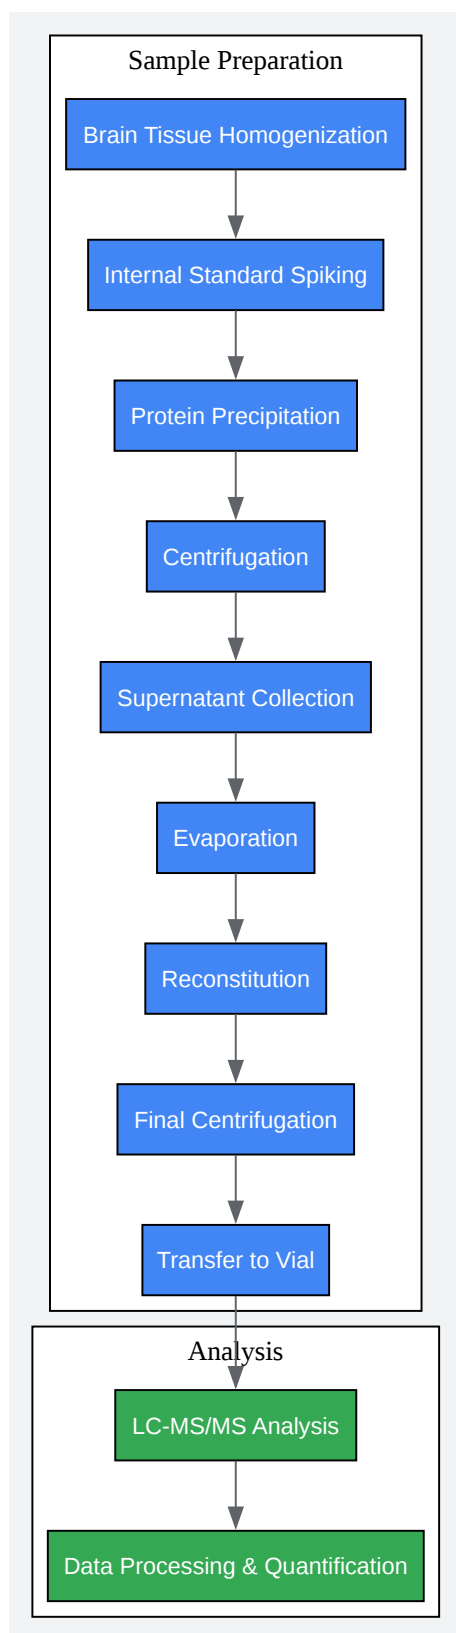 Sample Preparation
Brain Tissue Homogenization
Internal Standard Spiking
Protein Precipitation
Centrifugation
Supernatant Collection
Evaporation
Reconstitution
Final Centrifugation
Transfer to Vial
Analysis
LC-MS/MS Analysis
Data Processing & Quantification